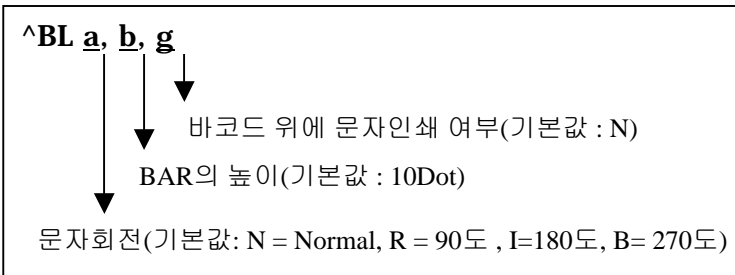 ^BL a, b, g
바코드 위에 문자인쇄 여부(기본값 : N)
BAR의 높이(기본값 : 10Dot)
문자회전(기본값: N = Normal, R = 90도 , I=180도, B= 270도)